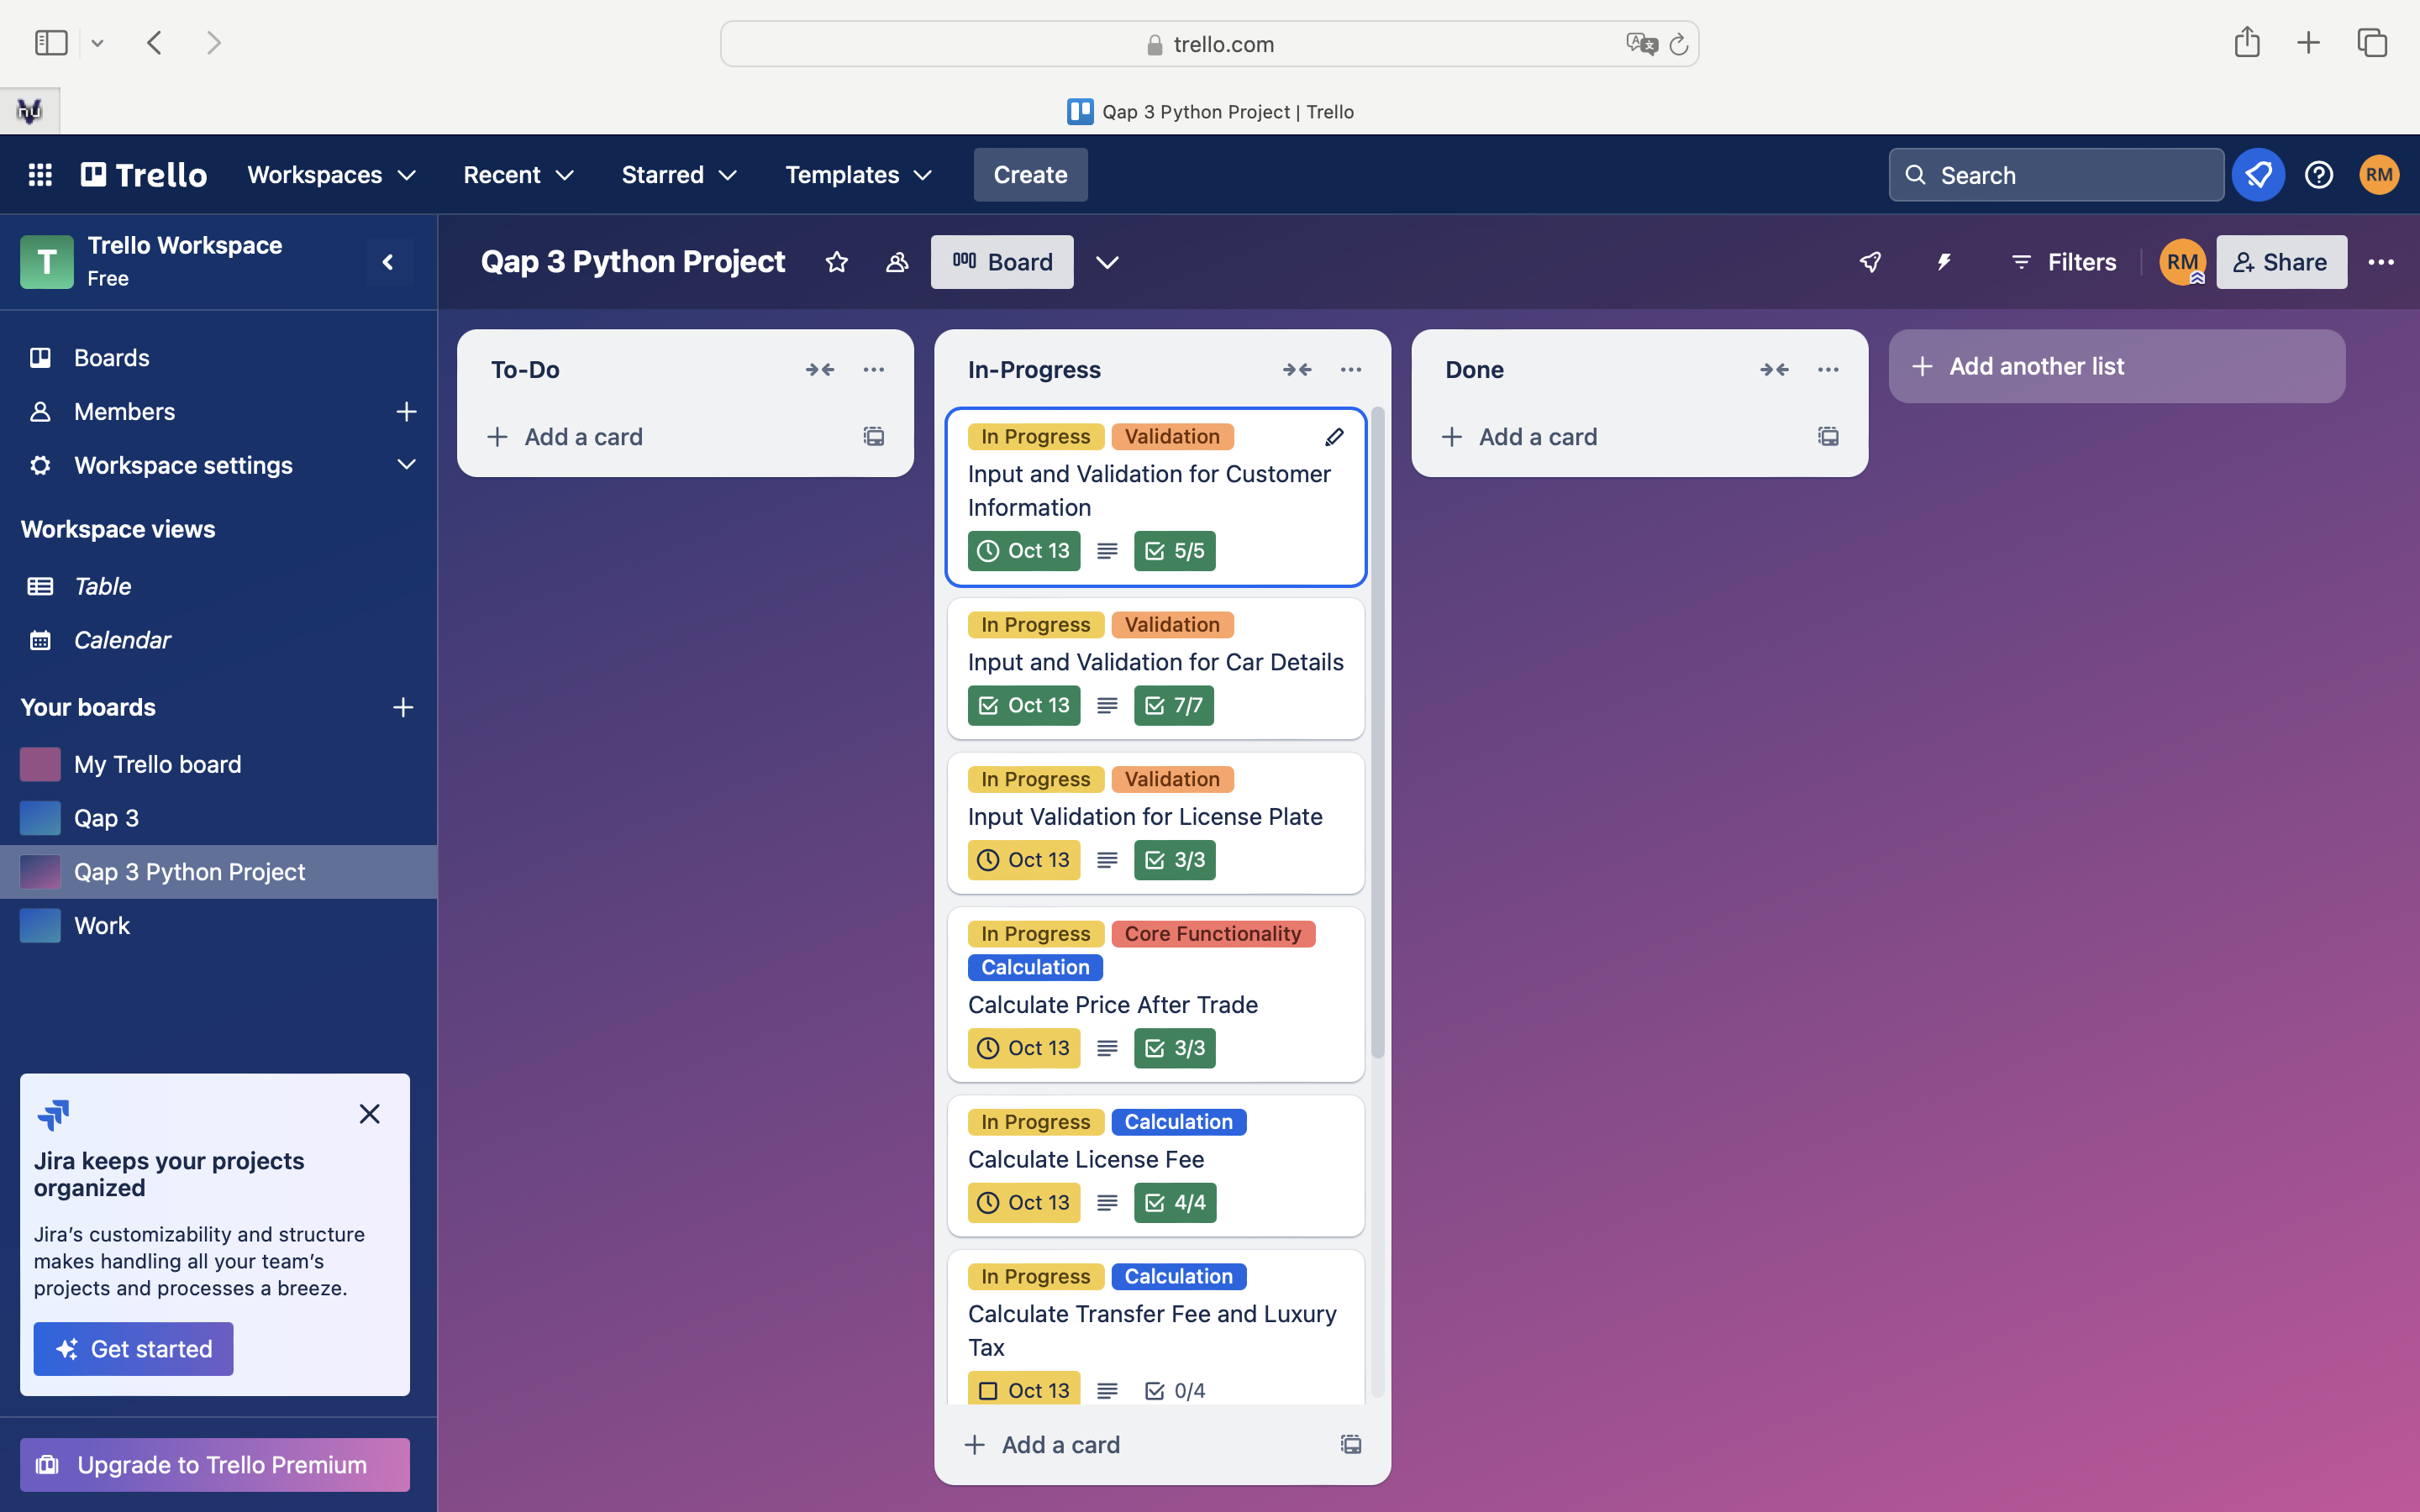 trello.com
nu
Qap 3 Python Project | Trello
Trello
Workspaces
Recent
Starred
Templates
Create
Search
RM
T
Trello Workspace
Free
Qap 3 Python Project
Board
Filters
RM
Share
Boards
Members
Workspace settings
Workspace views
Table
Calendar
Your boards
My Trello board
Qap 3
Qap 3 Python Project
Work
Jira keeps your projects
organized
Jira’s customizability and structure
makes handling all your team’s
projects and processes a breeze.
Get started
Upgrade to Trello Premium
To-Do
Add a card
In-Progress
In Progress Validation
Input and Validation for Customer
Information
Oct 13 5/5
In Progress Validation
Input and Validation for Car Details
Oct 13 7/7
In Progress Validation
Input Validation for License Plate
Oct 13 3/3
In Progress Core Functionality
Calculation
Calculate Price After Trade
Oct 13 3/3
In Progress Calculation
Calculate License Fee
Oct 13 4/4
In Progress Calculation
Calculate Transfer Fee and Luxury
Tax
Oct 13 0/4
Add a card
Done
Add a card
Add another list